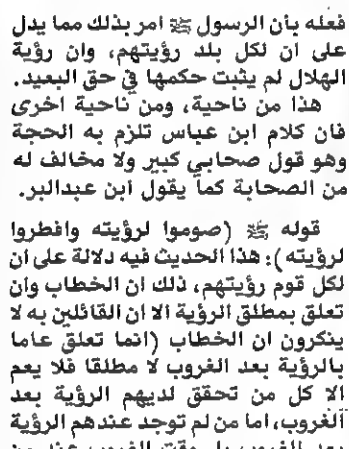 فعله بأن الرسول ﷺ امر بذلك مما يدل
على ان لكل بلد رؤيتهم، وان رؤية
الهلال لم يثبت حكمها في حق البعيد.
هذا من ناحية، ومن ناحية اخرى
فان كلام ابن عباس تلزم به الحجة
وهو قول صحابي كبير ولا مخالف له
من الصحابة كما يقول ابن عبدالبر.
قوله ﷺ (صوموا لرؤيته وافطروا
لرؤيته): هذا الحديث فيه دلالة على ان
لكل قوم رؤيتهم، ذلك ان الخطاب وان
تعلق بمطلق الرؤية الا ان القائلين به لا
ينكرون ان الخطاب (انما تعلق عاما
بالرؤية بعد الغروب لا مطلقا فلا يعم
الا كل من تحقق لديهم الرؤية بعد
الغروب، اما من لم توجد عندهم الرؤية